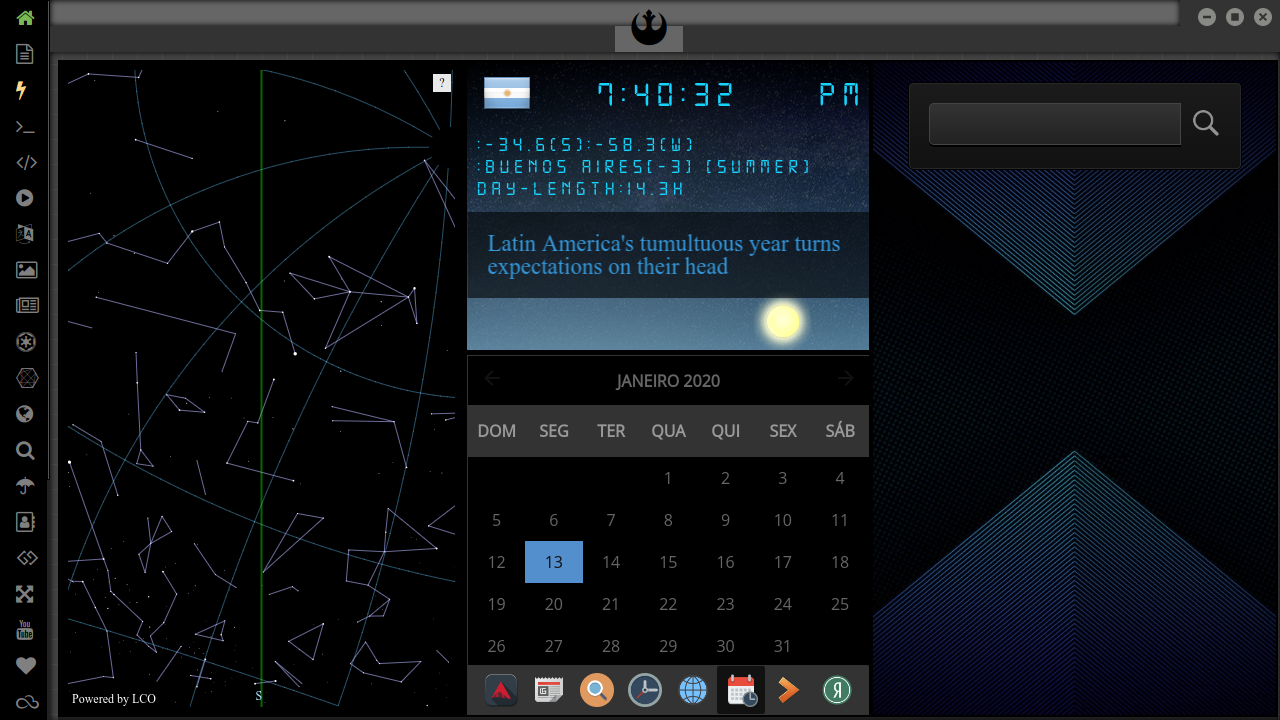 ?
7:40:32 PM
:-34.6(S):-58.3(W)
:BUENOS AIRES(-3) (SUMMER)
DAY-LENGTH:14.3H
Latin America's tumultuous year turns
expectations on their head
JANEIRO 2020
DOM SEG TER QUA QUI SEX SÁB
1 2 3 4
5 6 7 8 9 10 11
12 13 14 15 16 17 18
19 20 21 22 23 24 25
26 27 28 29 30 31
S
Powered by LCO
You
Tube
Я